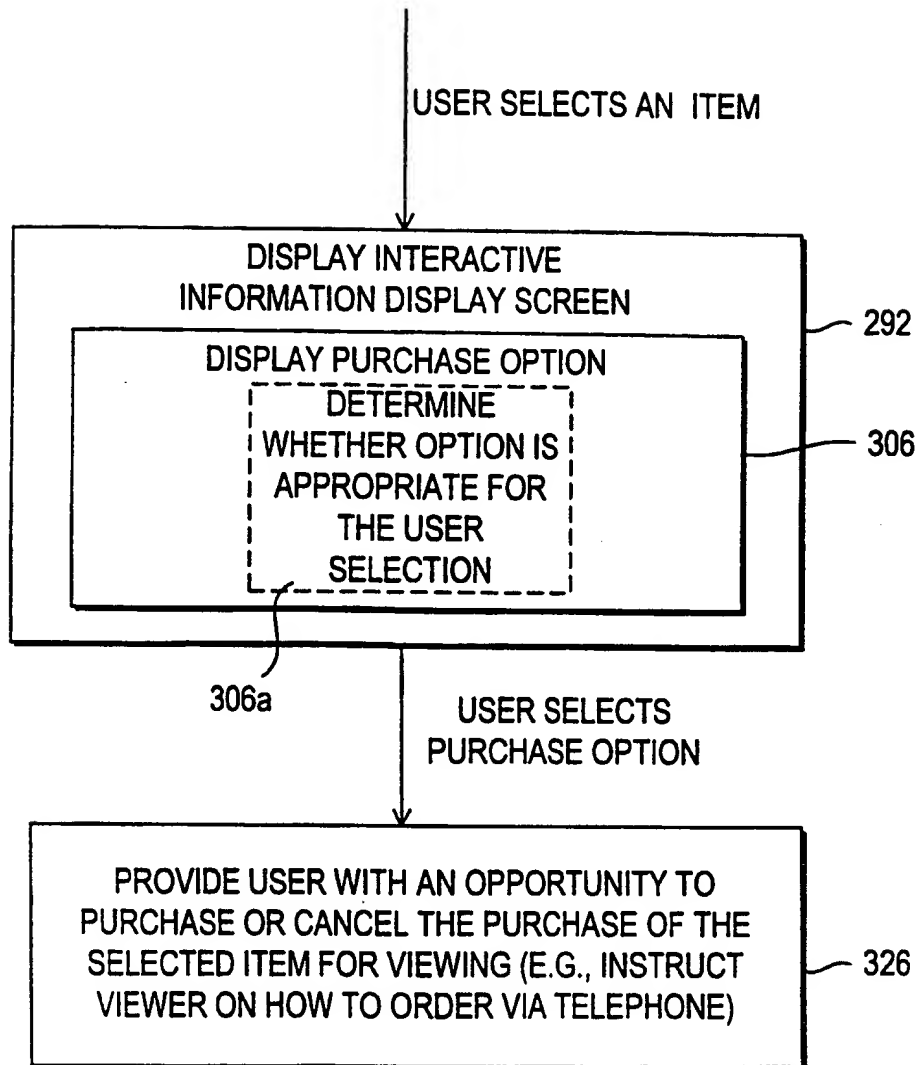 USER SELECTS AN ITEM
DISPLAY INTERACTIVE
INFORMATION DISPLAY SCREEN
292
DISPLAY PURCHASE OPTION
DETERMINE
WHETHER OPTION IS
APPROPRIATE FOR
THE USER
SELECTION
306
306a
USER SELECTS
PURCHASE OPTION
PROVIDE USER WITH AN OPPORTUNITY TO
PURCHASE OR CANCEL THE PURCHASE OF THE
SELECTED ITEM FOR VIEWING (E.G., INSTRUCT
VIEWER ON HOW TO ORDER VIA TELEPHONE)
326